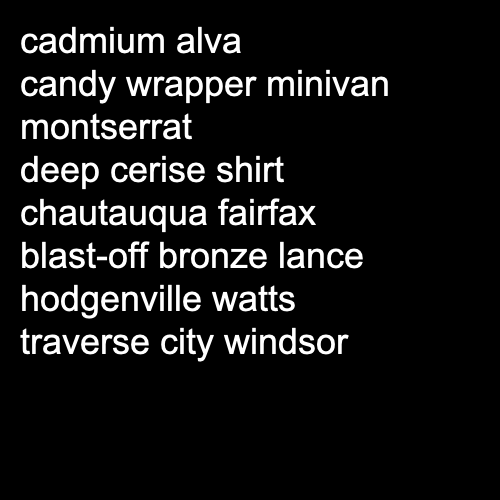 cadmium alva
candy wrapper minivan
montserrat
deep cerise shirt
chautauqua fairfax
blast-off bronze lance
hodgenville watts
traverse city windsor